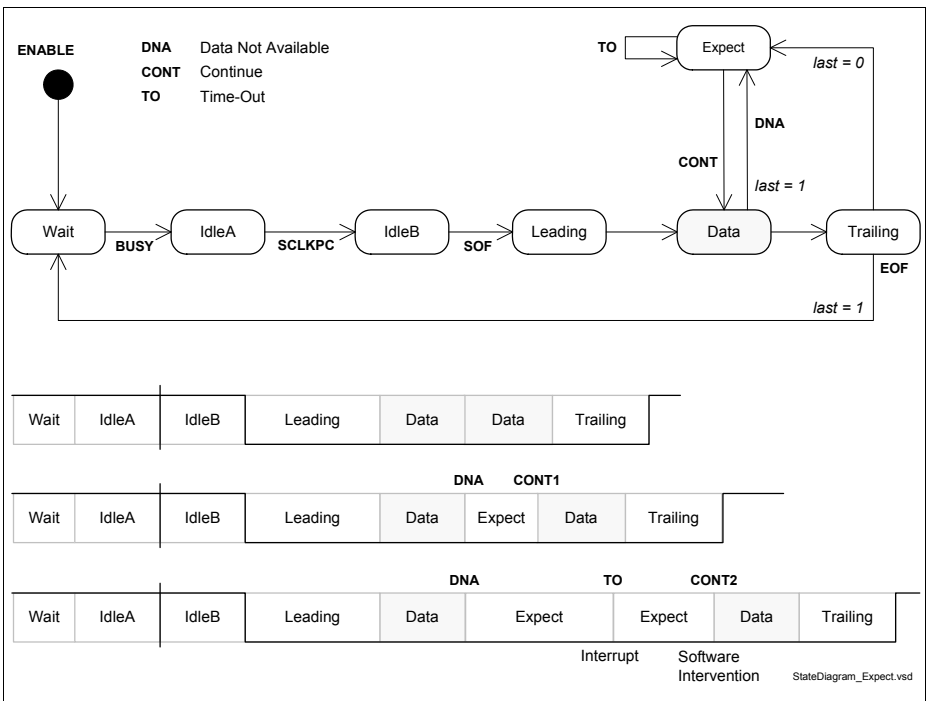 ENABLE
DNA Data Not Available
CONT Continue
TO Time-Out
TO
Expect
last = 0
DNA
CONT
last = 1
Wait
BUSY
IdleA
SCLKPC
IdleB
SOF
Leading
Data
Trailing
EOF
last = 1
Wait IdleA IdleB Leading Data Data Trailing
DNA CONT1
Wait IdleA IdleB Leading Data Expect Data Trailing
DNA TO CONT2
Wait IdleA IdleB Leading Data Expect Expect Data Trailing
Interrupt
Software
Intervention
StateDiagram_Expect.vsd